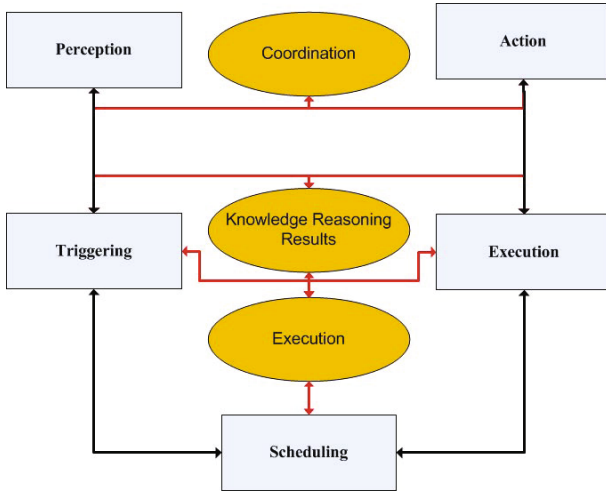 Perception
Coordination
Action
Knowledge Reasoning
Results
Triggering
Execution
Execution
Scheduling